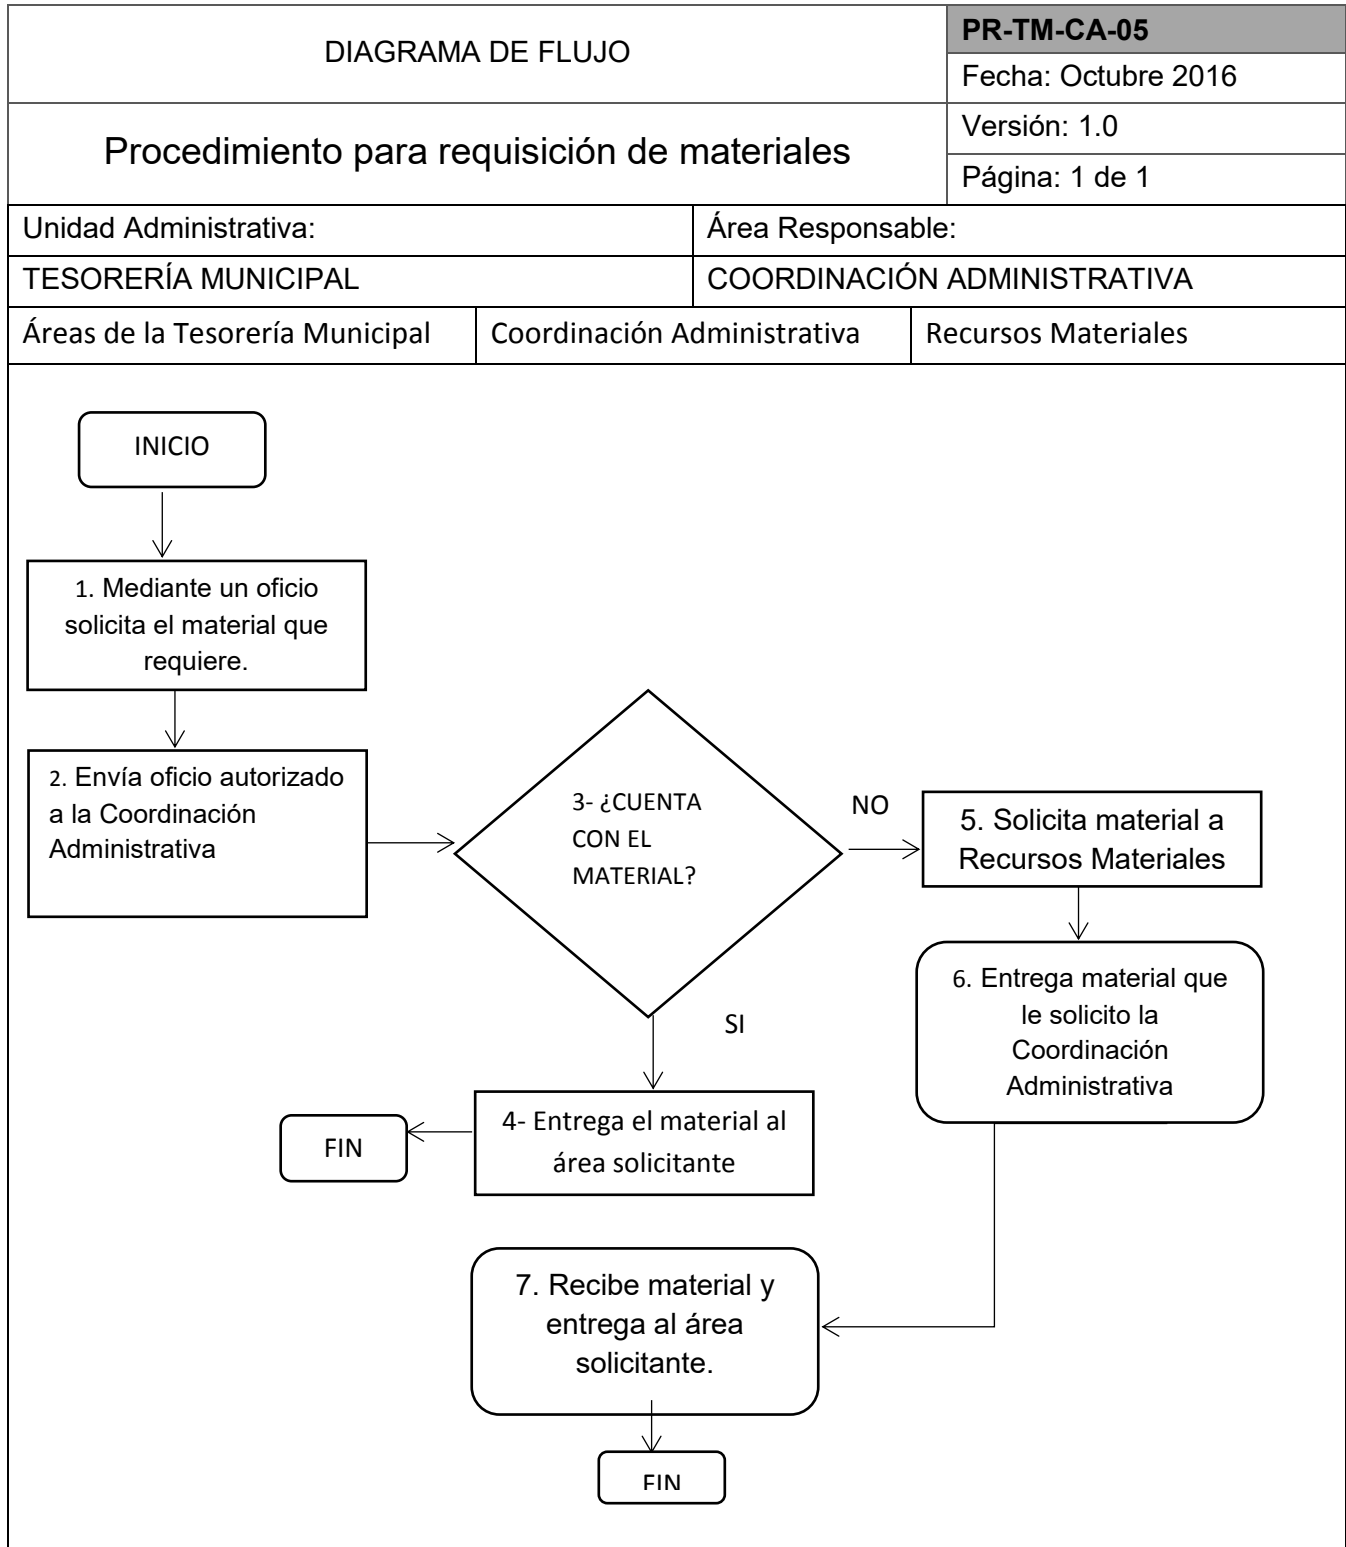 DIAGRAMA DE FLUJO
PR-TM-CA-05
Fecha: Octubre 2016
Procedimiento para requisición de materiales
Versión: 1.0
Página: 1 de 1
Unidad Administrativa:
Área Responsable:
TESORERÍA MUNICIPAL
COORDINACIÓN ADMINISTRATIVA
Áreas de la Tesorería Municipal
Coordinación Administrativa
Recursos Materiales
INICIO
1. Mediante un oficio
solicita el material que
requiere.
2. Envía oficio autorizado
a la Coordinación
Administrativa
3- ¿CUENTA
CON EL
MATERIAL?
NO
5. Solicita material a
Recursos Materiales
6. Entrega material que
le solicito la
Coordinación
Administrativa
SI
4- Entrega el material al
área solicitante
FIN
7. Recibe material y
entrega al área
solicitante.
FIN